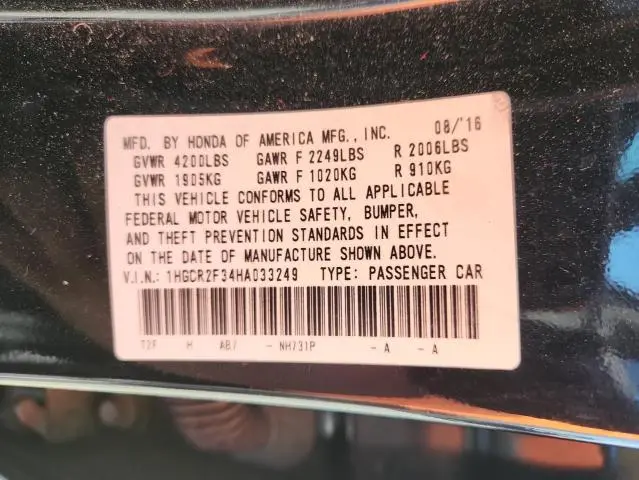 MFD. BY HONDA OF AMERICA MFG., INC. 08/'16
GVWR 4200LBS GAWR F 2249LBS R 2006LBS
GVWR 1905KG GAWR F 1020KG R 910KG
THIS VEHICLE CONFORMS TO ALL APPLICABLE
FEDERAL MOTOR VEHICLE SAFETY, BUMPER,
AND THEFT PREVENTION STANDARDS IN EFFECT
ON THE DATE OF MANUFACTURE SHOWN ABOVE.
V.I.N.: 1HGCR2F34HA033249 TYPE: PASSENGER CAR
T2F H AB7 - NH731P - A - A